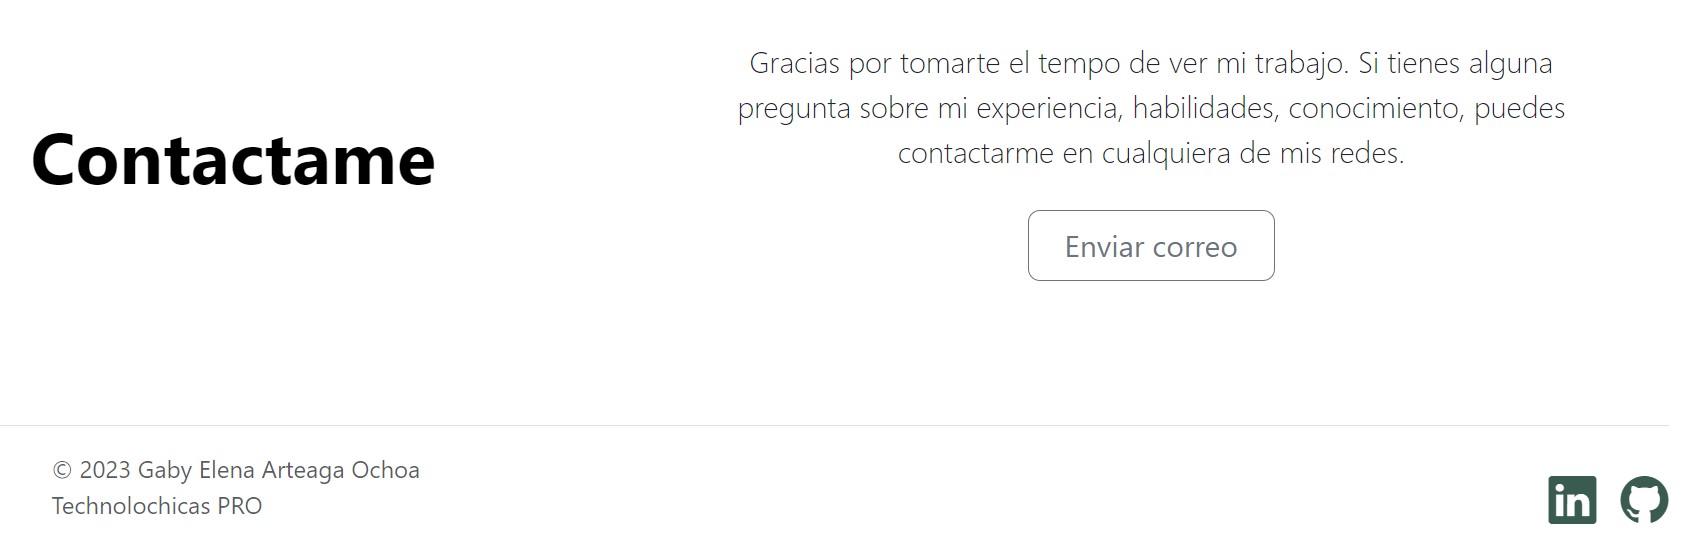 Contactame
Gracias por tomarte el tempo de ver mi trabajo. Si tienes alguna
pregunta sobre mi experiencia, habilidades, conocimiento, puedes
contactarme en cualquiera de mis redes.
Enviar correo
© 2023 Gaby Elena Arteaga Ochoa
Technolochicas PRO
in